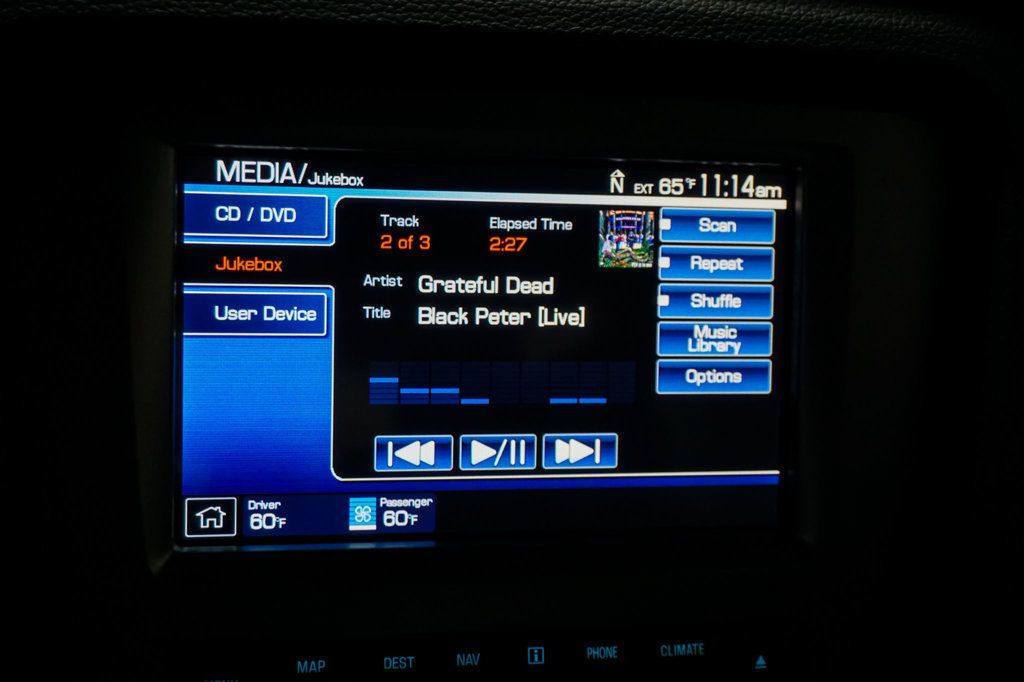 MEDIA/Jukebox
N EXT 65°F 11:14am
CD / DVD
Jukebox
User Device
Track
2 of 3
Elapsed Time
2:27
Artist Grateful Dead
Title Black Peter [Live]
Scan
Repeat
Shuffle
Music
Library
Options
Driver
60°F
Passenger
60°F
MAP
DEST
NAV
i
PHONE
CLIMATE